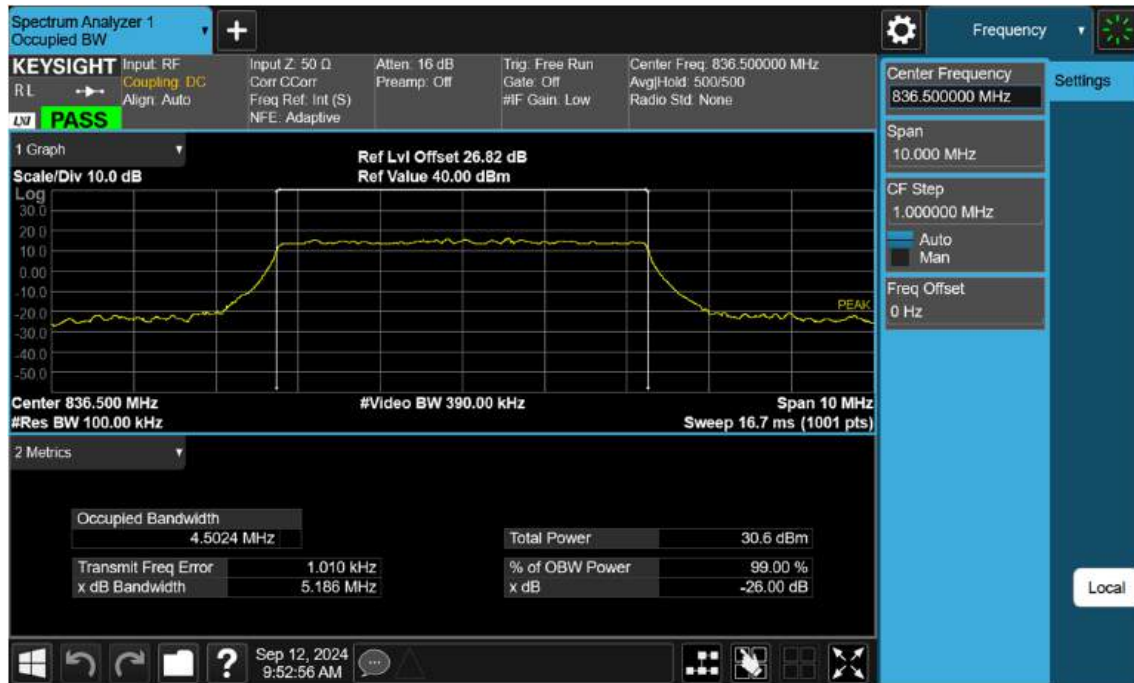 Spectrum Analyzer 1
Occupied BW
+
Frequency
KEYSIGHT
R L
LXI
PASS
Input: RF
Coupling: DC
Align: Auto
Input Z: 50 Ω
Corr CCorr
Freq Ref: Int (S)
NFE: Adaptive
Atten: 16 dB
Preamp: Off
Trig: Free Run
Gate: Off
#IF Gain: Low
Center Freq: 836.500000 MHz
Avg|Hold: 500/500
Radio Std: None
1 Graph
Scale/Div 10.0 dB
Ref Lvl Offset 26.82 dB
Ref Value 40.00 dBm
Log
30.0
20.0
10.0
0.00
-10.0
-20.0
-30.0
-40.0
-50.0
PEAK
Center 836.500 MHz
#Video BW 390.00 kHz
Span 10 MHz
#Res BW 100.00 kHz
Sweep 16.7 ms (1001 pts)
2 Metrics
Occupied Bandwidth
4.5024 MHz
Total Power 30.6 dBm
Transmit Freq Error 1.010 kHz
% of OBW Power 99.00 %
x dB Bandwidth 5.186 MHz
x dB -26.00 dB
Center Frequency
836.500000 MHz
Settings
Span
10.000 MHz
CF Step
1.000000 MHz
Auto
Man
Freq Offset
0 Hz
Local
?
Sep 12, 2024
9:52:56 AM